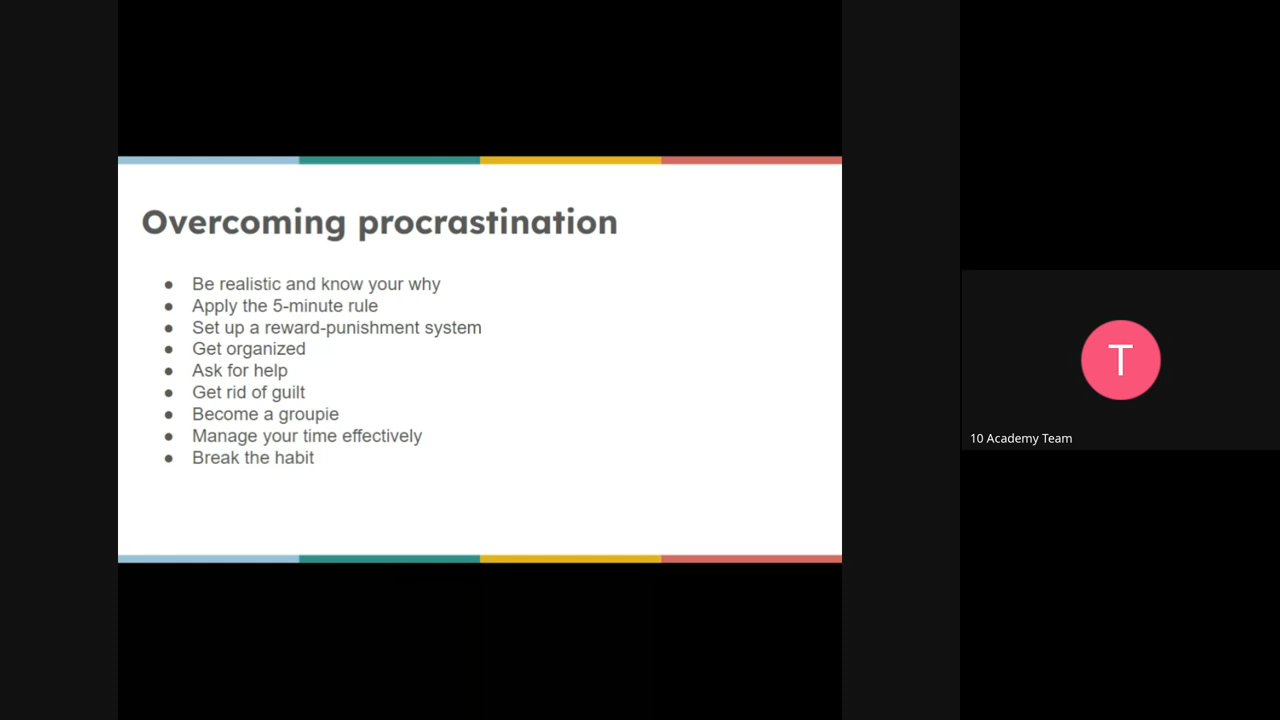 Overcoming procrastination
● Be realistic and know your why
● Apply the 5-minute rule
● Set up a reward-punishment system
● Get organized
● Ask for help
● Get rid of guilt
● Become a groupie
● Manage your time effectively
● Break the habit
T
10 Academy Team